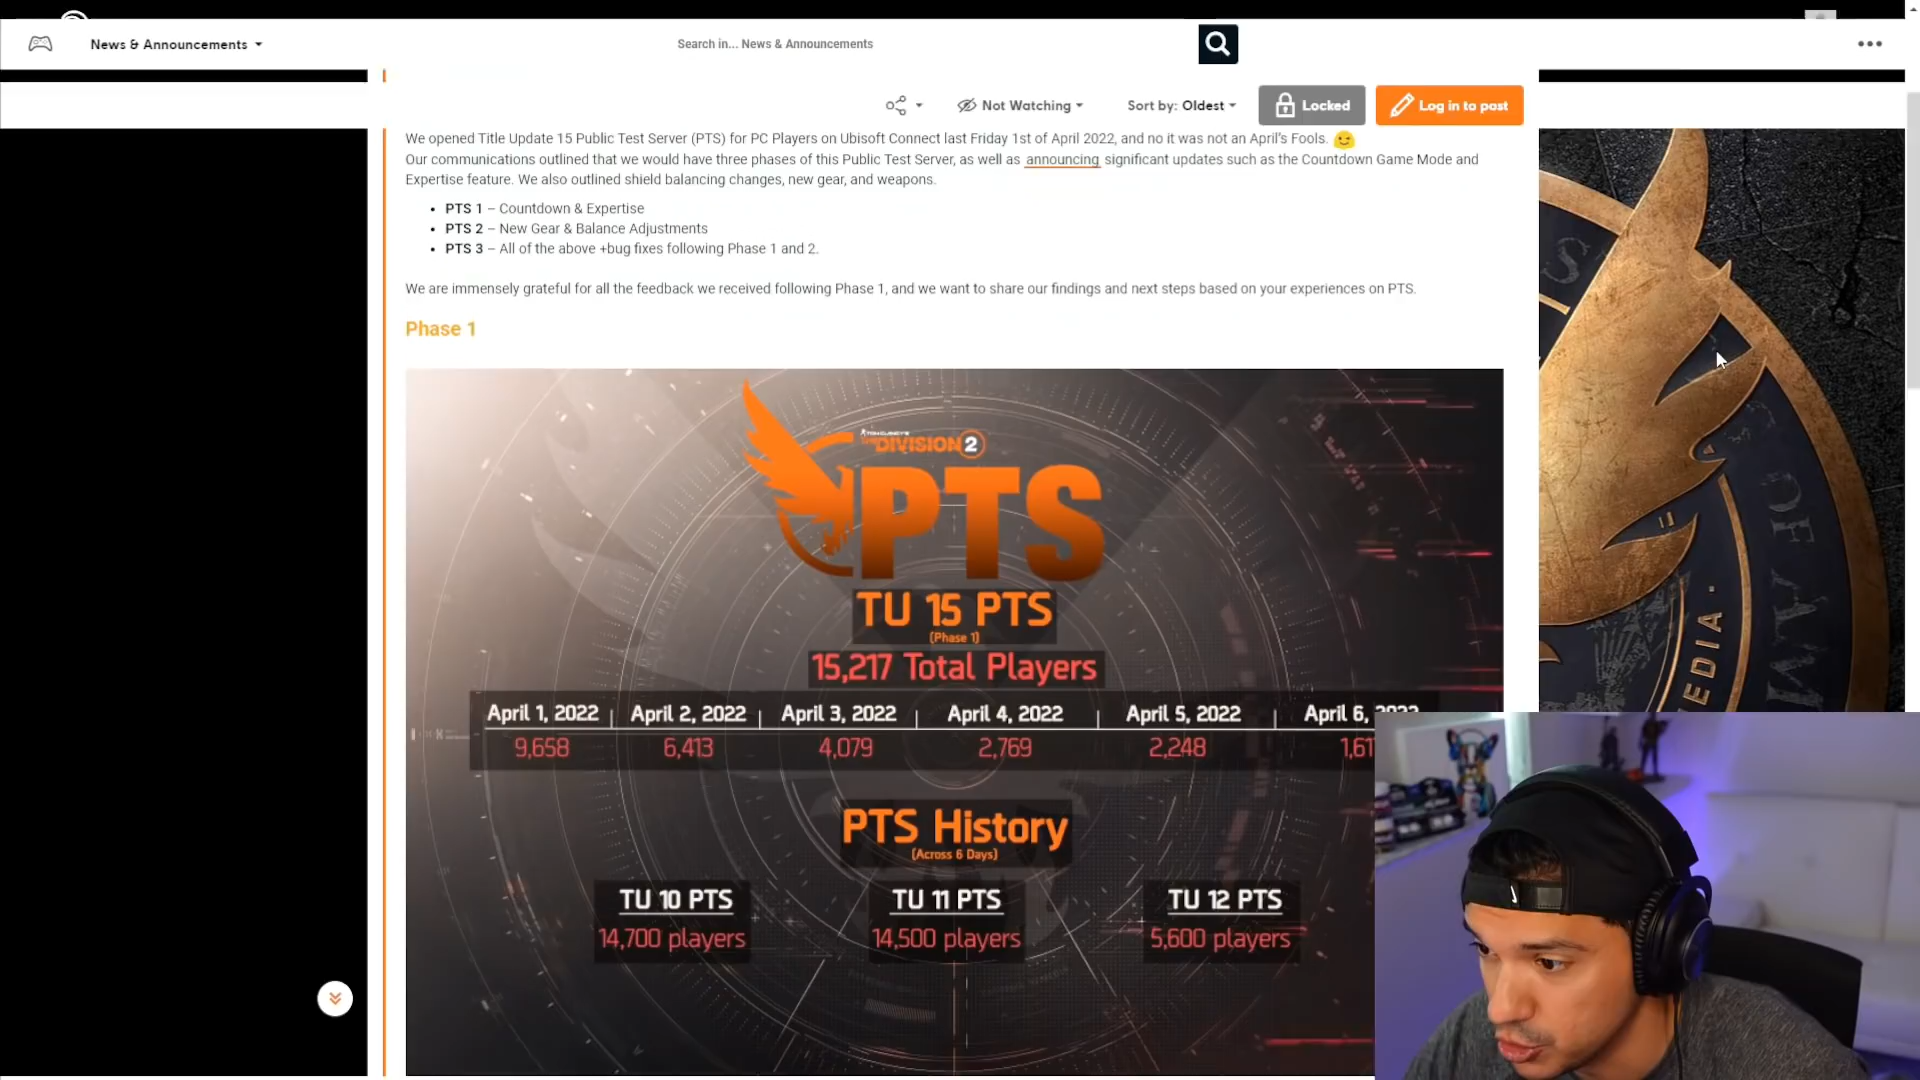 News & Announcements
Search in... News & Announcements
Not Watching
Sort by: Oldest
Locked
Log in to post
We opened Title Update 15 Public Test Server (PTS) for PC Players on Ubisoft Connect last Friday 1st of April 2022, and no it was not an April's Fools. 😉
Our communications outlined that we would have three phases of this Public Test Server, as well as announcing significant updates such as the Countdown Game Mode and
Expertise feature. We also outlined shield balancing changes, new gear, and weapons.
• PTS 1 – Countdown & Expertise
• PTS 2 – New Gear & Balance Adjustments
• PTS 3 – All of the above +bug fixes following Phase 1 and 2.
We are immensely grateful for all the feedback we received following Phase 1, and we want to share our findings and next steps based on your experiences on PTS.
Phase 1
DIVISION 2
PTS
TU 15 PTS
(Phase 1)
15,217 Total Players
April 1, 2022 April 2, 2022 April 3, 2022 April 4, 2022 April 5, 2022 April 6,
9,658 6,413 4,079 2,769 2,248
PTS History
(Across 6 Days)
TU 10 PTS TU 11 PTS TU 12 PTS
14,700 players 14,500 players 5,600 players
OF
EDIA